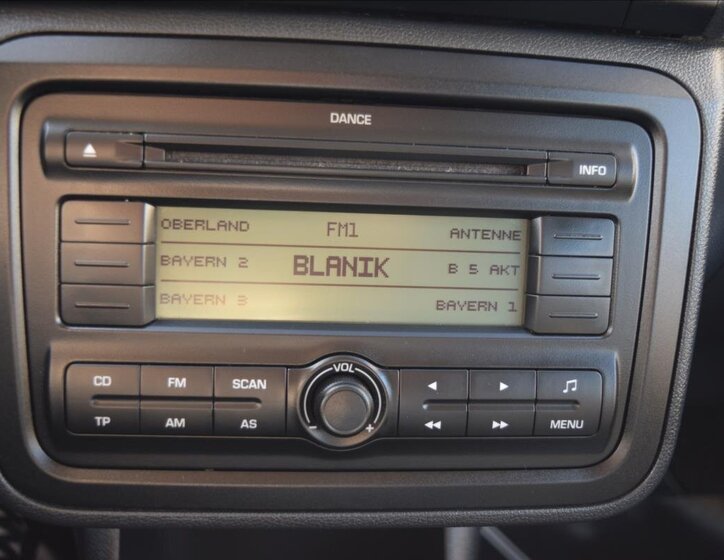 DANCE
INFO
OBERLAND FM1 ANTENNE
BAYERN 2 BLANIK B 5 AKT
BAYERN 3 BAYERN 1
VOL
CD FM SCAN
TP AM AS - + MENU